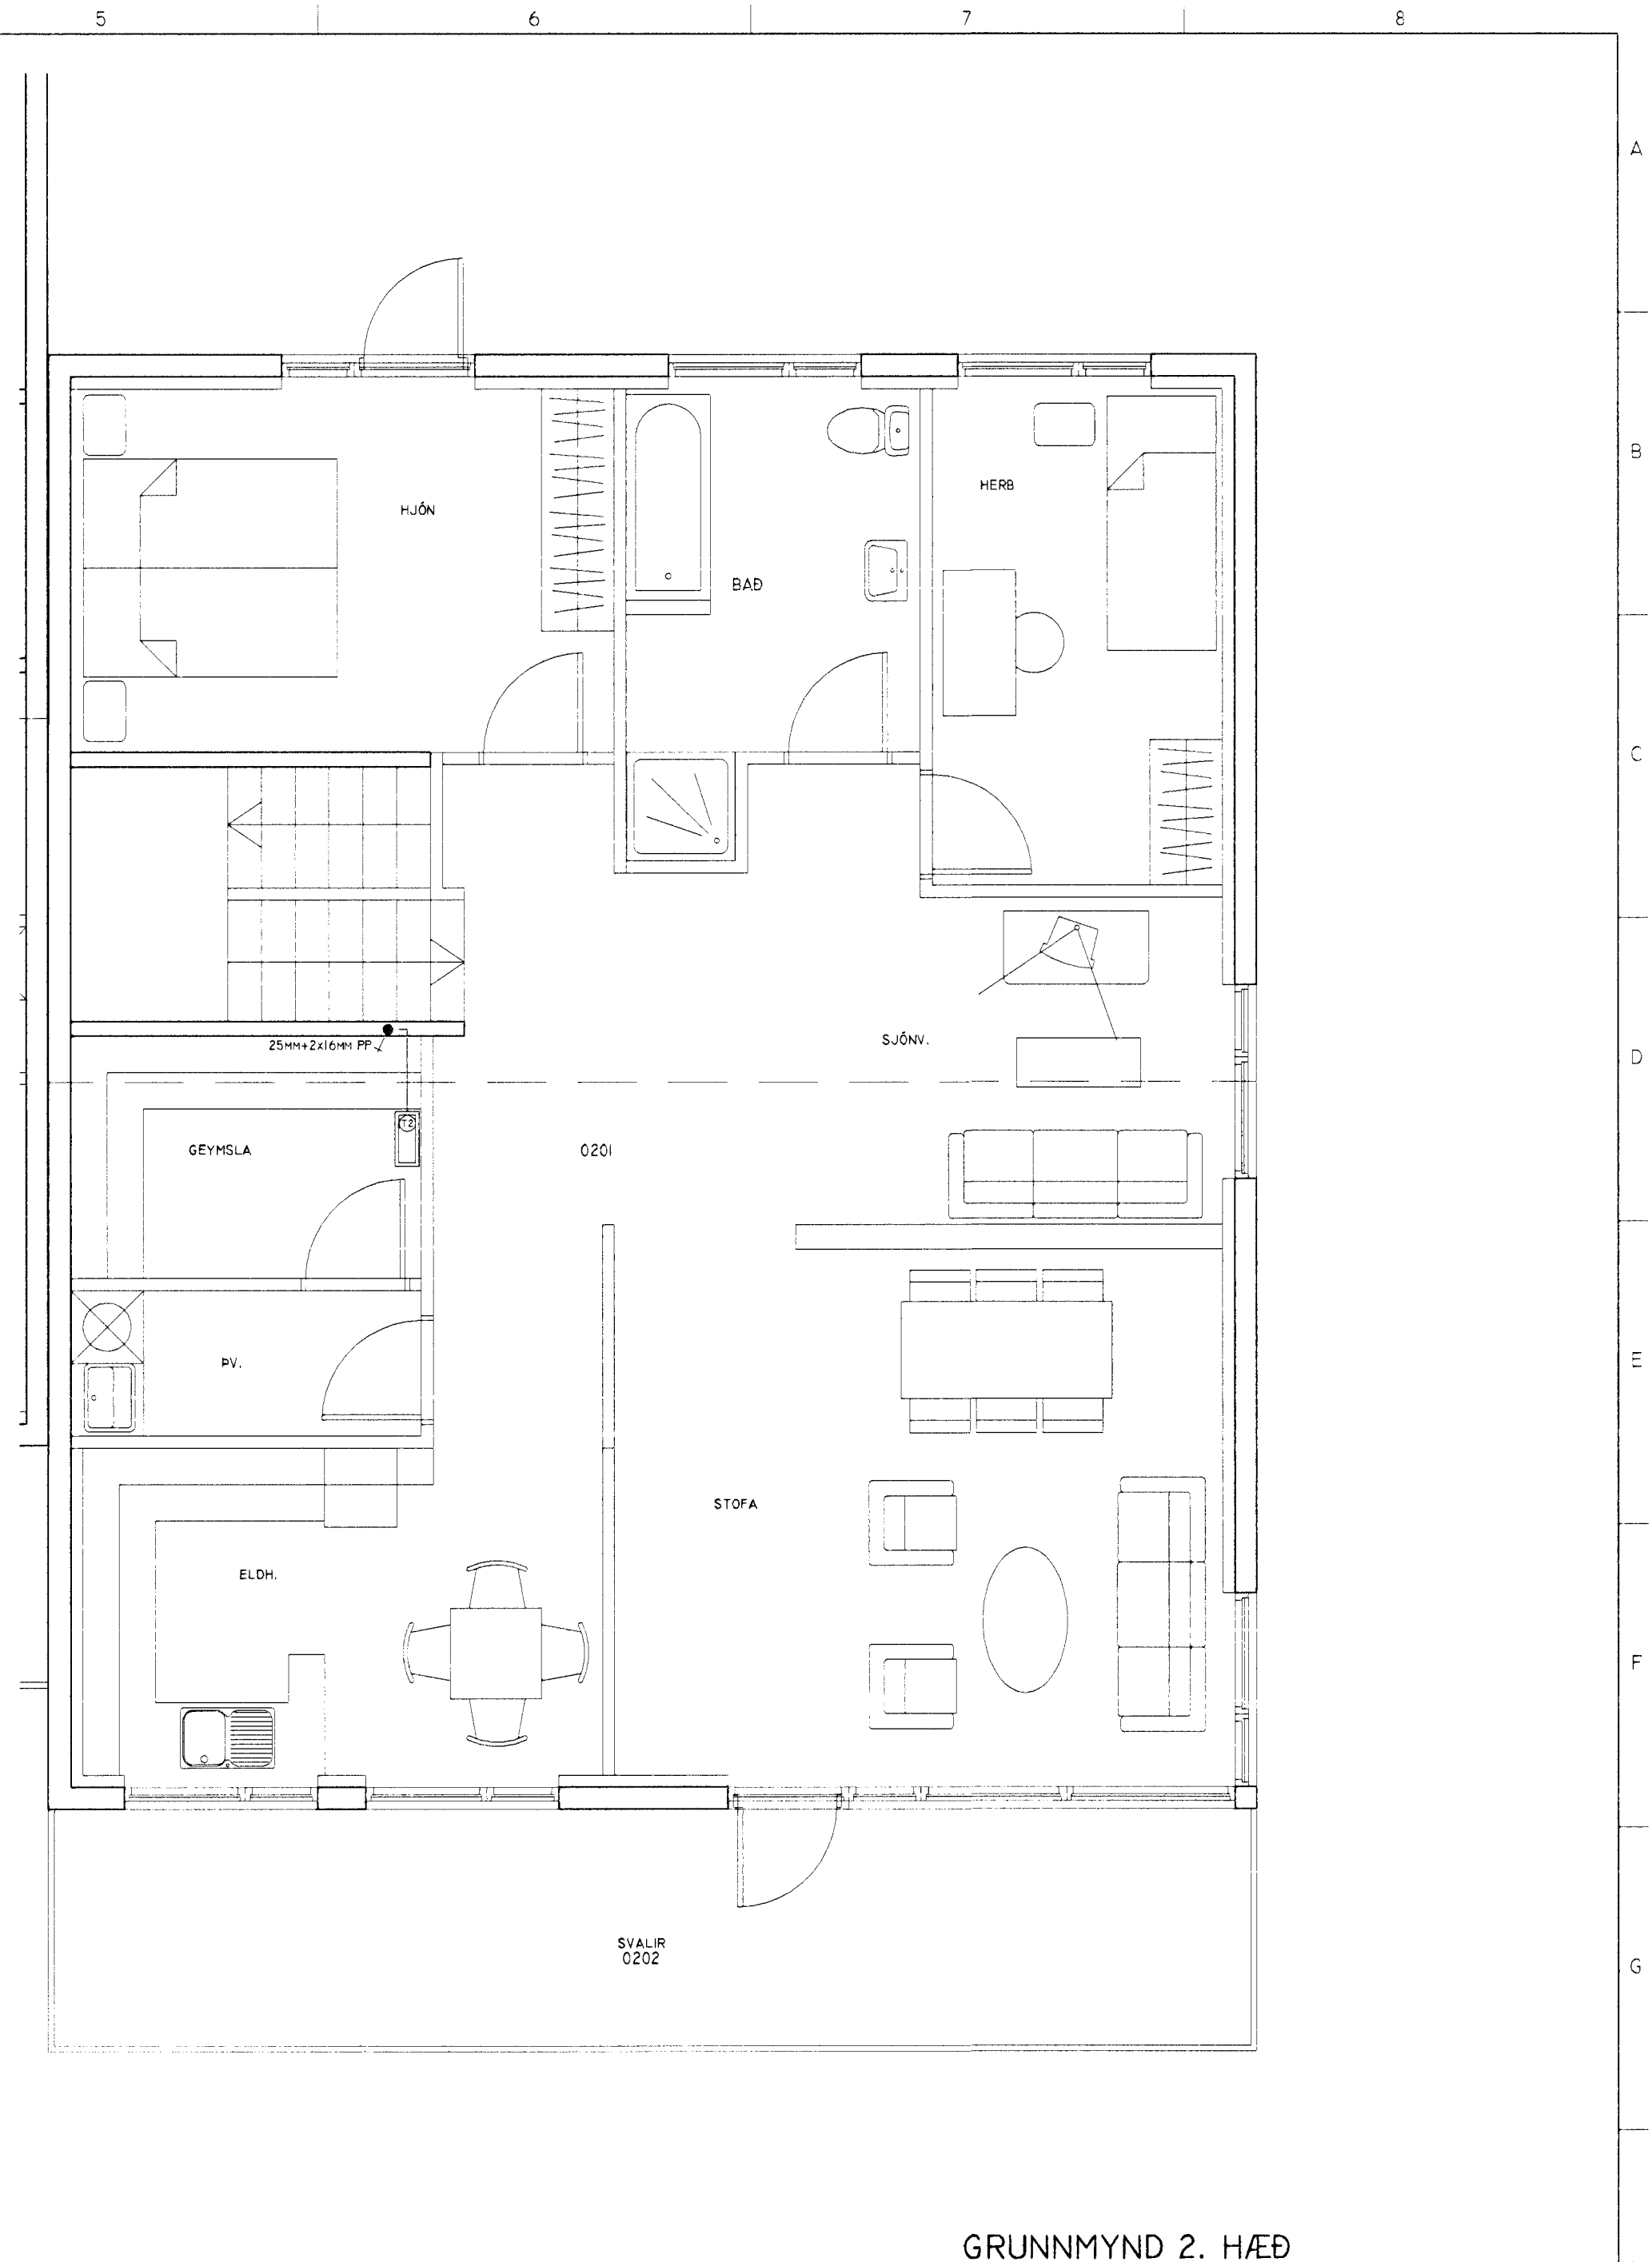 5 6 7 8
A
B
HERB
HJÓN
BAÐ
C
SJÓNV.
25MM+2X16MM PP
D
T2
GEYMSLA
0201
E
ÞV.
STOFA
ELDH.
F
SVALIR
0202
G
GRUNNMYND 2. HÆÐ